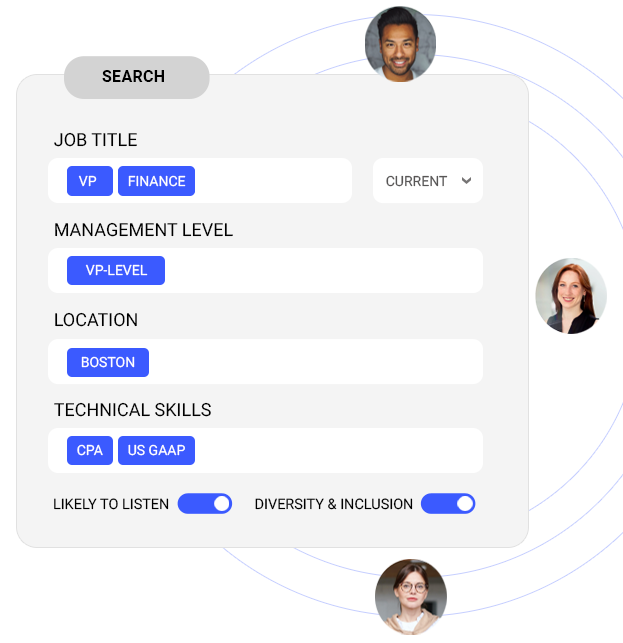 SEARCH
JOB TITLE
VP FINANCE CURRENT
MANAGEMENT LEVEL
VP-LEVEL
LOCATION
BOSTON
TECHNICAL SKILLS
CPA US GAAP
LIKELY TO LISTEN DIVERSITY & INCLUSION